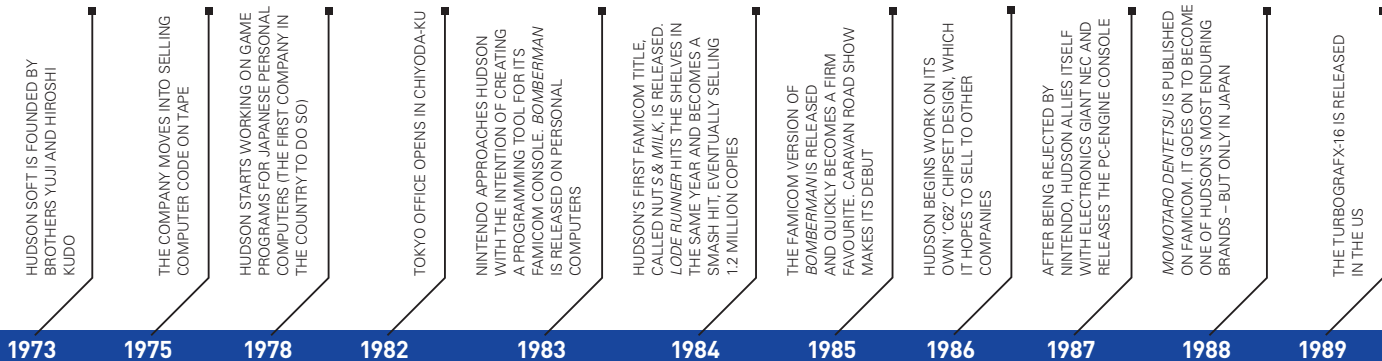 HUDSON SOFT IS FOUNDED BY
BROTHERS YUJI AND HIROSHI
KUDO
1973
THE COMPANY MOVES INTO SELLING
COMPUTER CODE ON TAPE
1975
HUDSON STARTS WORKING ON GAME
PROGRAMS FOR JAPANESE PERSONAL
COMPUTERS (THE FIRST COMPANY IN
THE COUNTRY TO DO SO)
1978
TOKYO OFFICE OPENS IN CHIYODA-KU
1982
NINTENDO APPROACHES HUDSON
WITH THE INTENTION OF CREATING
A PROGRAMMING TOOL FOR ITS
FAMICOM CONSOLE. BOMBERMAN
IS RELEASED ON PERSONAL
COMPUTERS
1983
HUDSON'S FIRST FAMICOM TITLE,
CALLED NUTS & MILK, IS RELEASED.
LODE RUNNER HITS THE SHELVES IN
THE SAME YEAR AND BECOMES A
SMASH HIT, EVENTUALLY SELLING
1.2 MILLION COPIES
1984
THE FAMICOM VERSION OF
BOMBERMAN IS RELEASED
AND QUICKLY BECOMES A FIRM
FAVOURITE. CARAVAN ROAD SHOW
MAKES ITS DEBUT
1985
HUDSON BEGINS WORK ON ITS
OWN 'C62' CHIPSET DESIGN, WHICH
IT HOPES TO SELL TO OTHER
COMPANIES
1986
AFTER BEING REJECTED BY
NINTENDO, HUDSON ALLIES ITSELF
WITH ELECTRONICS GIANT NEC AND
RELEASES THE PC-ENGINE CONSOLE
1987
MOMOTARO DENTETSU IS PUBLISHED
ON FAMICOM. IT GOES ON TO BECOME
ONE OF HUDSON'S MOST ENDURING
BRANDS – BUT ONLY IN JAPAN
1988
THE TURBOGRAFX-16 IS RELEASED
IN THE US
1989